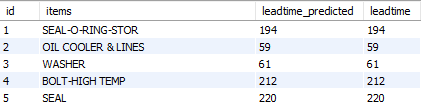 id items leadtime_predicted leadtime
1 SEAL-O-RING-STOR 194 194
2 OIL COOLER & LINES 59 59
3 WASHER 61 61
4 BOLT-HIGH TEMP 212 212
5 SEAL 220 220